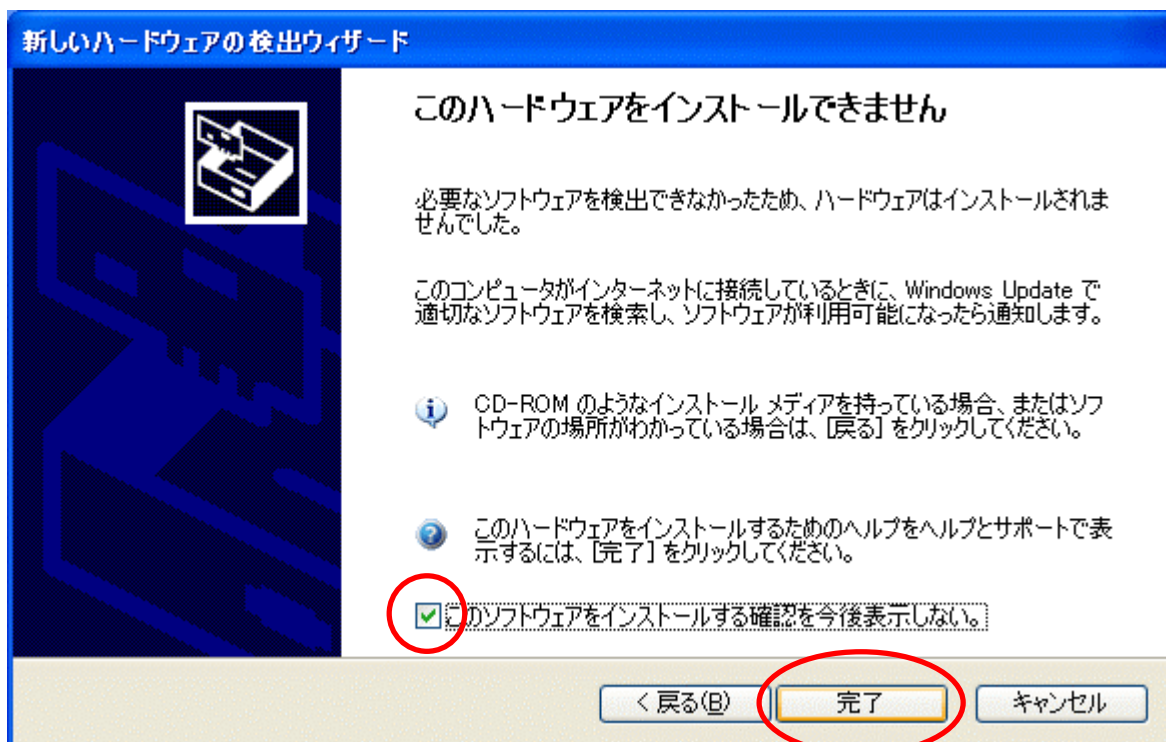 新しいハードウェアの検出ウィザード
このハードウェアをインストールできません
必要なソフトウェアを検出できなかったため、ハードウェアはインストールされま
せんでした。
このコンピュータがインターネットに接続しているときに、Windows Update で
適切なソフトウェアを検索し、ソフトウェアが利用可能になったら通知します。
CD-ROM のようなインストール メディアを持っている場合、またはソフ
トウェアの場所がわかっている場合は、[戻る] をクリックしてください。
このハードウェアをインストールするためのヘルプをヘルプとサポートで表
示するには、[完了] をクリックしてください。
このソフトウェアをインストールする確認を今後表示しない。
< 戻る(B)
完了
キャンセル